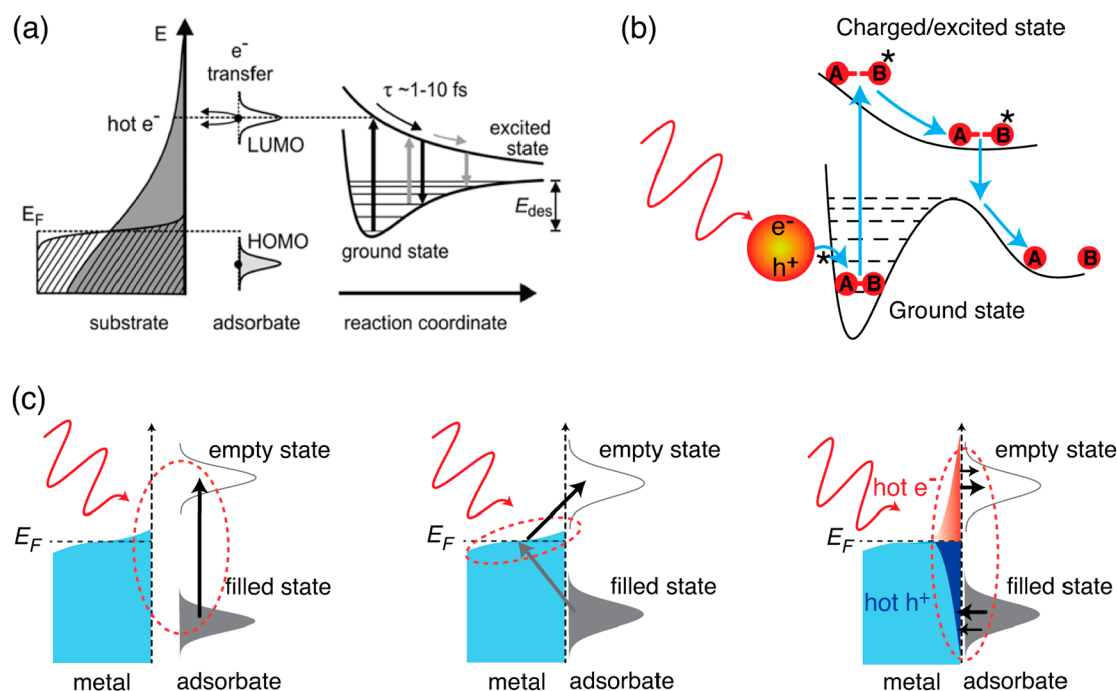 (a)
E
e⁻
transfer
hot e⁻
LUMO
E_F
HOMO
substrate
adsorbate
τ ~1-10 fs
excited
state
E_des
ground state
reaction coordinate
(b)
Charged/excited state
A B *
A B *
e⁻
h⁺
*
A B
A B
Ground state
(c)
empty state
E_F
filled state
metal
adsorbate
empty state
E_F
filled state
metal
adsorbate
empty state
hot e⁻
E_F
filled state
hot h⁺
metal
adsorbate